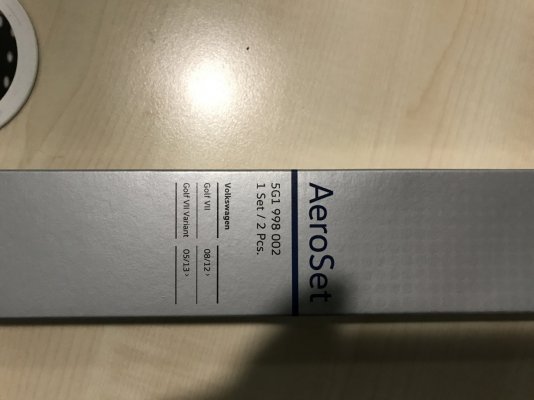 AeroSet
5G1 998 002
1 Set / 2 Pcs.
Volkswagen
Golf VII 08/12 ›
Golf VII Variant 05/13 ›